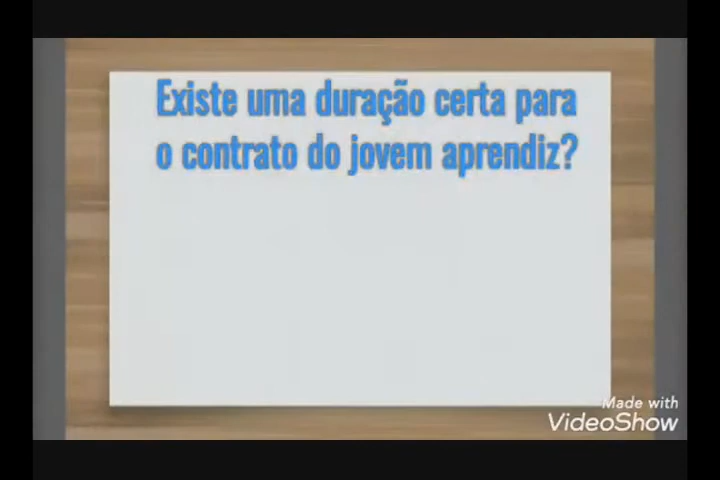 Existe uma duração certa para
o contrato do jovem aprendiz?
Made with
VideoShow